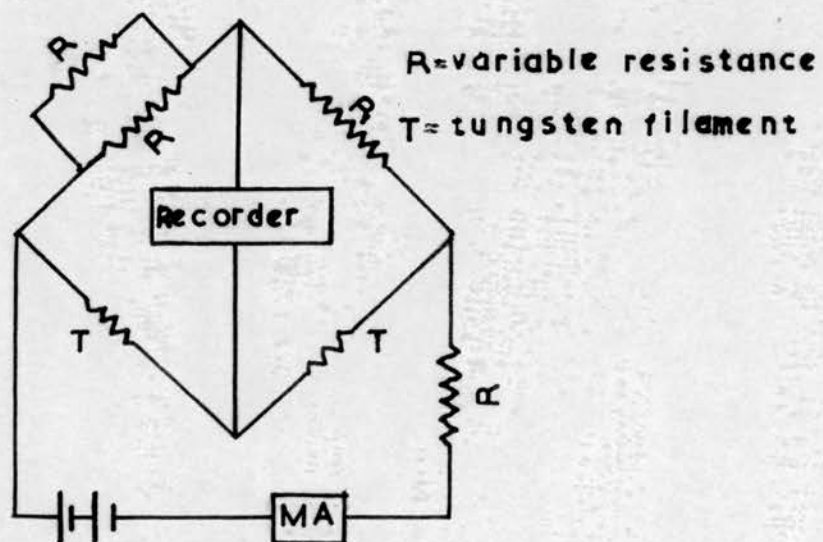 R
R
R
R=variable resistance
T=tungsten filament
Recorder
T
T
R
MA